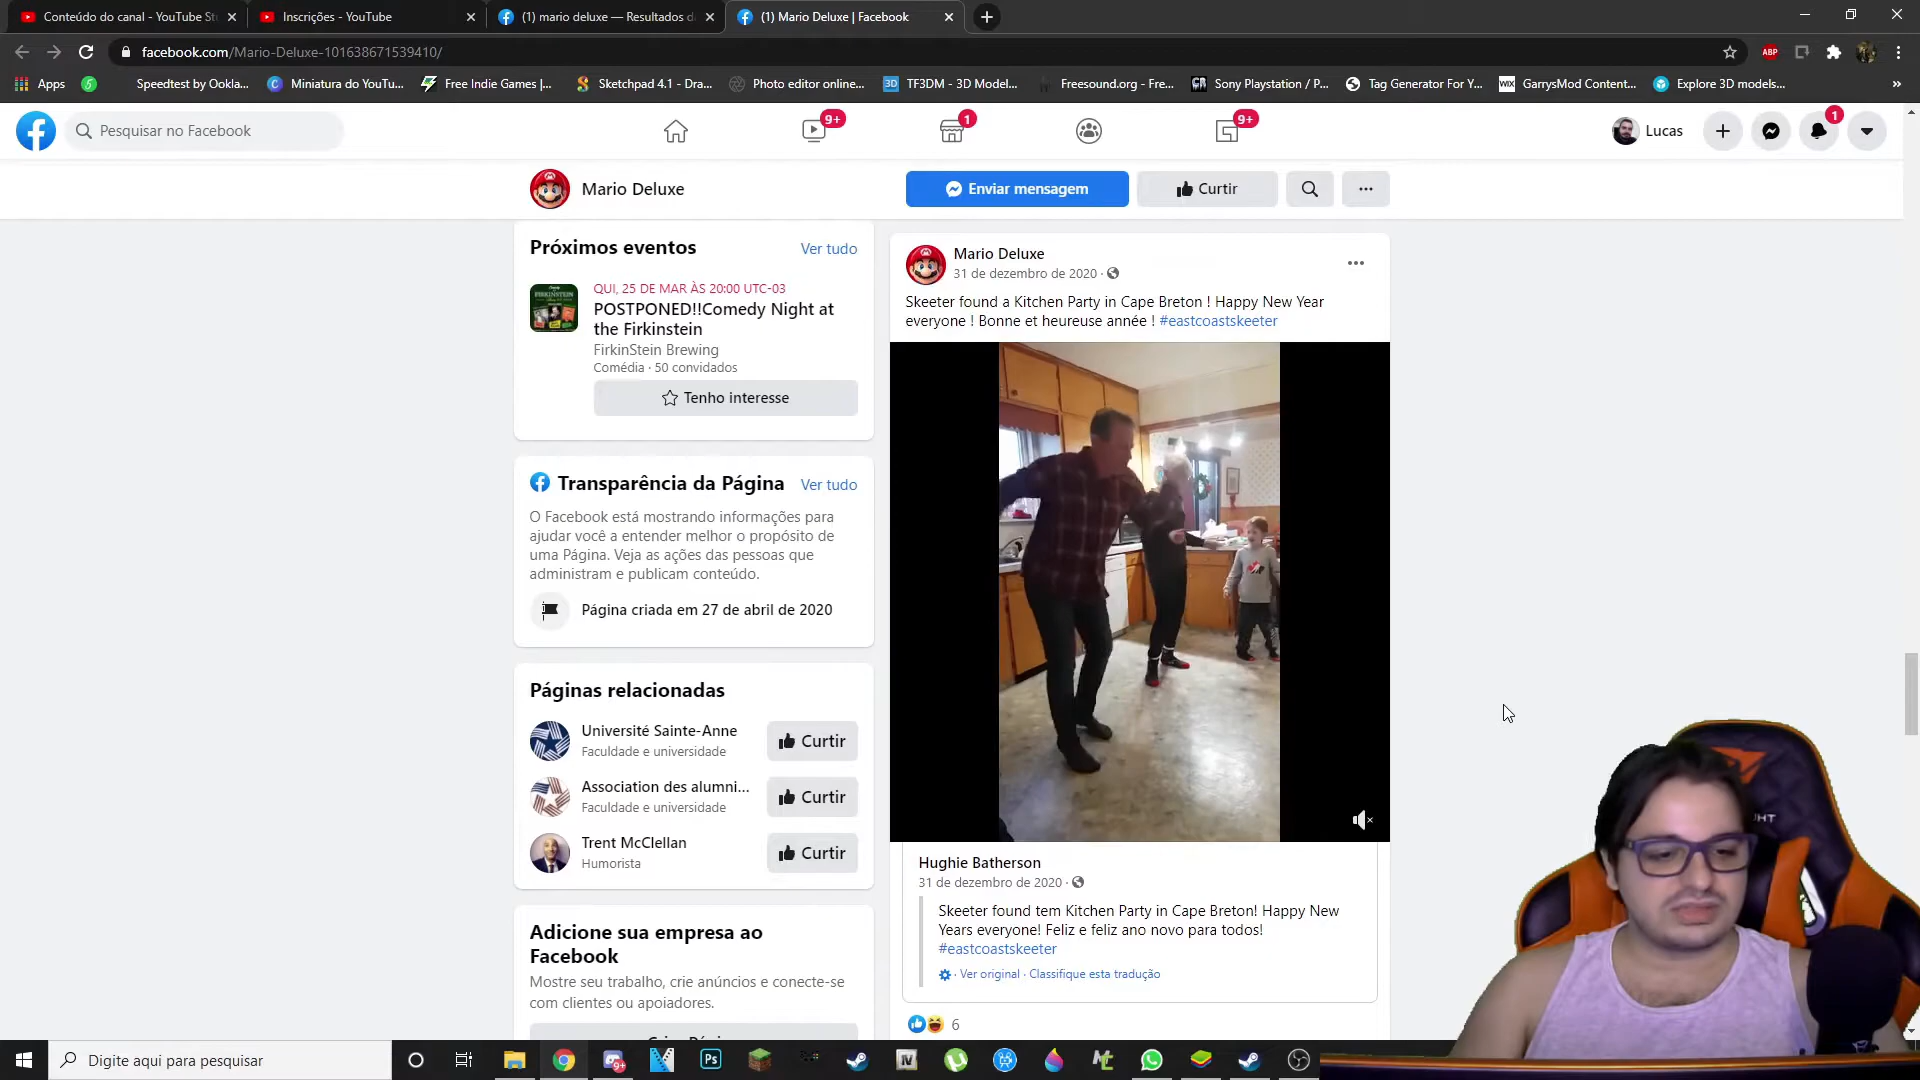 Conteúdo do canal - YouTube St
Inscrições - YouTube
(1) mario deluxe — Resultados d
(1) Mario Deluxe | Facebook
facebook.com/Mario-Deluxe-101638671539410/
ABP
Apps
Speedtest by Ookla...
Miniatura do YouTu...
Free Indie Games |...
Sketchpad 4.1 - Dra...
Photo editor online...
3D
TF3DM - 3D Model...
Freesound.org - Fre...
Sony Playstation / P...
Tag Generator For Y...
WIX
GarrysMod Content...
Explore 3D models...
»
Pesquisar no Facebook
9+
1
9+
Lucas
1
Mario Deluxe
Enviar mensagem
Curtir
Próximos eventos
Ver tudo
QUI, 25 DE MAR ÀS 20:00 UTC-03
POSTPONED!!Comedy Night at
the Firkinstein
FirkinStein Brewing
Comédia · 50 convidados
Tenho interesse
Transparência da Página
Ver tudo
O Facebook está mostrando informações para
ajudar você a entender melhor o propósito de
uma Página. Veja as ações das pessoas que
administram e publicam conteúdo.
Página criada em 27 de abril de 2020
Páginas relacionadas
Université Sainte-Anne
Faculdade e universidade
Curtir
Association des alumni...
Faculdade e universidade
Curtir
Trent McClellan
Humorista
Curtir
Adicione sua empresa ao
Facebook
Mostre seu trabalho, crie anúncios e conecte-se
com clientes ou apoiadores.
Mario Deluxe
31 de dezembro de 2020 ·
Skeeter found a Kitchen Party in Cape Breton ! Happy New Year
everyone ! Bonne et heureuse année ! #eastcoastskeeter
Hughie Batherson
31 de dezembro de 2020 ·
Skeeter found tem Kitchen Party in Cape Breton! Happy New
Years everyone! Feliz e feliz ano novo para todos!
#eastcoastskeeter
· Ver original · Classifique esta tradução
6
Digite aqui para pesquisar
9+
Ps
IV